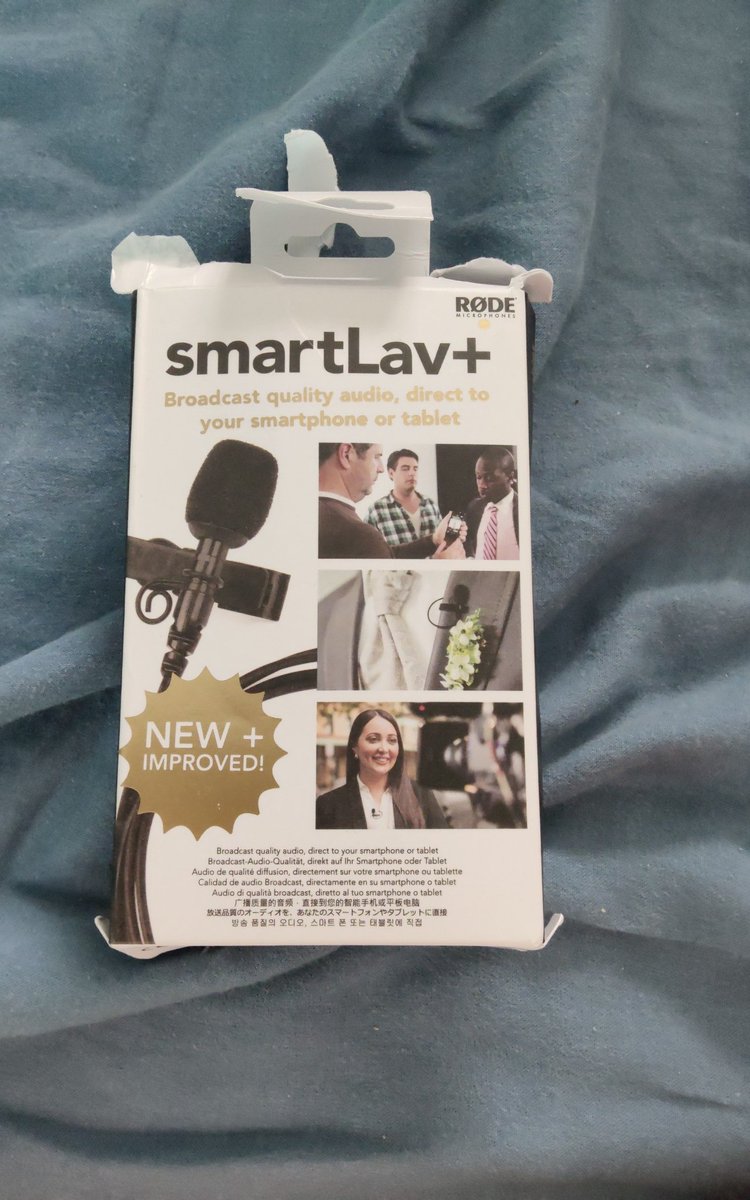 RØDE
MICROPHONES
smartLav+
Broadcast quality audio, direct to
your smartphone or tablet
NEW +
IMPROVED!
Broadcast quality audio, direct to your smartphone or tablet
Broadcast-Audio-Qualität, direkt auf Ihr Smartphone oder Tablet
Audio de qualité diffusion, directement sur votre smartphone ou tablette
Calidad de audio Broadcast, directamente en su smartphone o tablet
Audio di qualità broadcast, diretto al tuo smartphone o tablet
广播质量的音频，直接到您的智能手机或平板电脑
放送品質のオーディオを、あなたのスマートフォンやタブレットに直接
방송 품질의 오디오, 스마트 폰 또는 태블릿에 직접